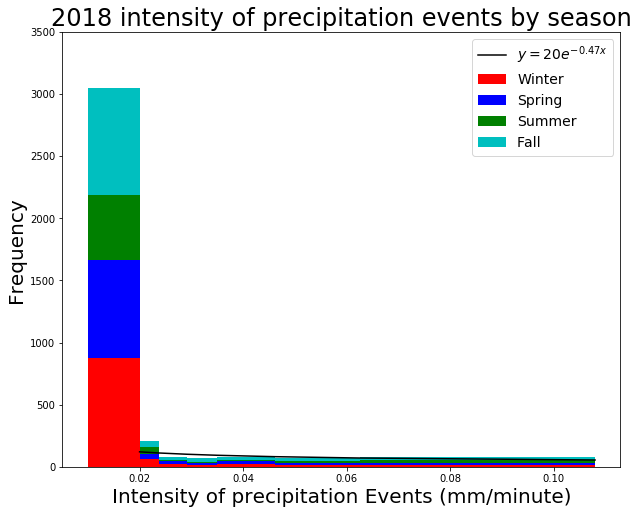 2018 intensity of precipitation events by season
y = 20e^{-0.47x}
Winter
Spring
Summer
Fall
Frequency
3500
3000
2500
2000
1500
1000
500
0
0.02 0.04 0.06 0.08 0.10
Intensity of precipitation Events (mm/minute)